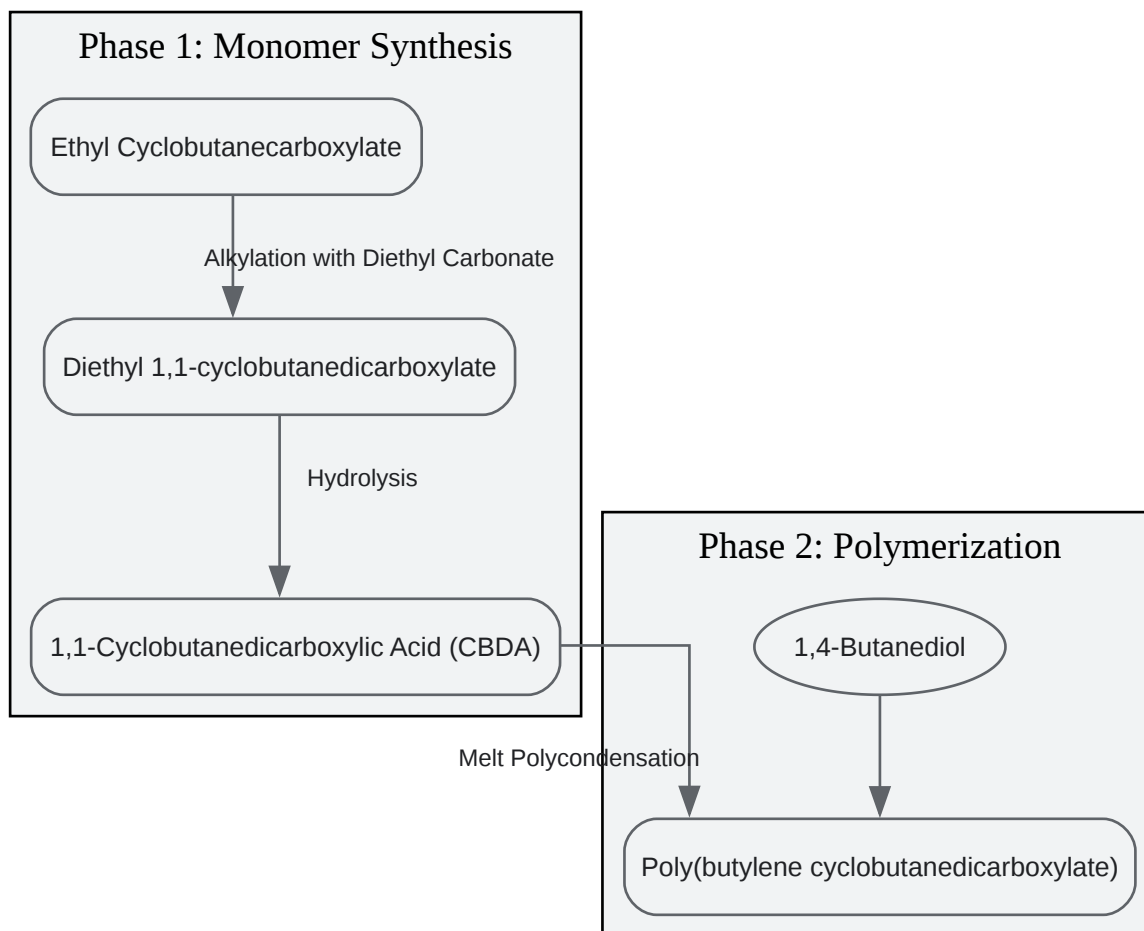 Phase 1: Monomer Synthesis
Ethyl Cyclobutanecarboxylate
Alkylation with Diethyl Carbonate
Diethyl 1,1-cyclobutanedicarboxylate
Hydrolysis
1,1-Cyclobutanedicarboxylic Acid (CBDA)
Phase 2: Polymerization
1,4-Butanediol
Melt Polycondensation
Poly(butylene cyclobutanedicarboxylate)